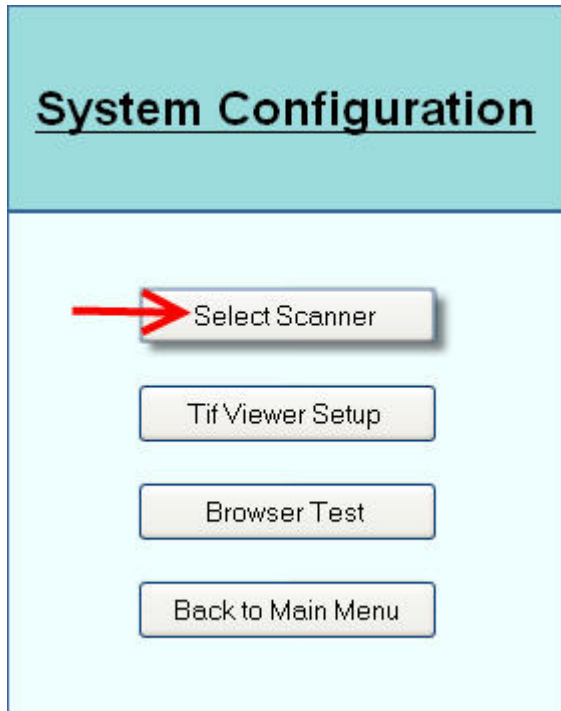 System Configuration
Select Scanner
Tif Viewer Setup
Browser Test
Back to Main Menu